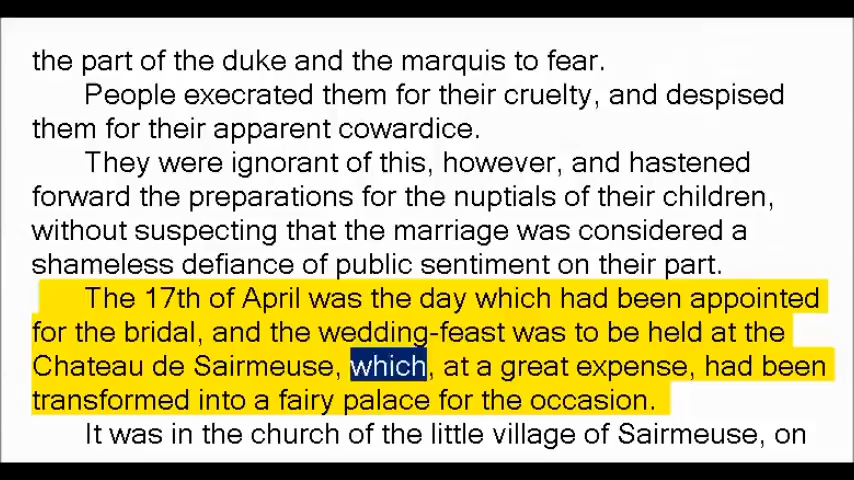 the part of the duke and the marquis to fear.
People execrated them for their cruelty, and despised
them for their apparent cowardice.
They were ignorant of this, however, and hastened
forward the preparations for the nuptials of their children,
without suspecting that the marriage was considered a
shameless defiance of public sentiment on their part.
The 17th of April was the day which had been appointed
for the bridal, and the wedding-feast was to be held at the
Chateau de Sairmeuse, which, at a great expense, had been
transformed into a fairy palace for the occasion.
It was in the church of the little village of Sairmeuse, on